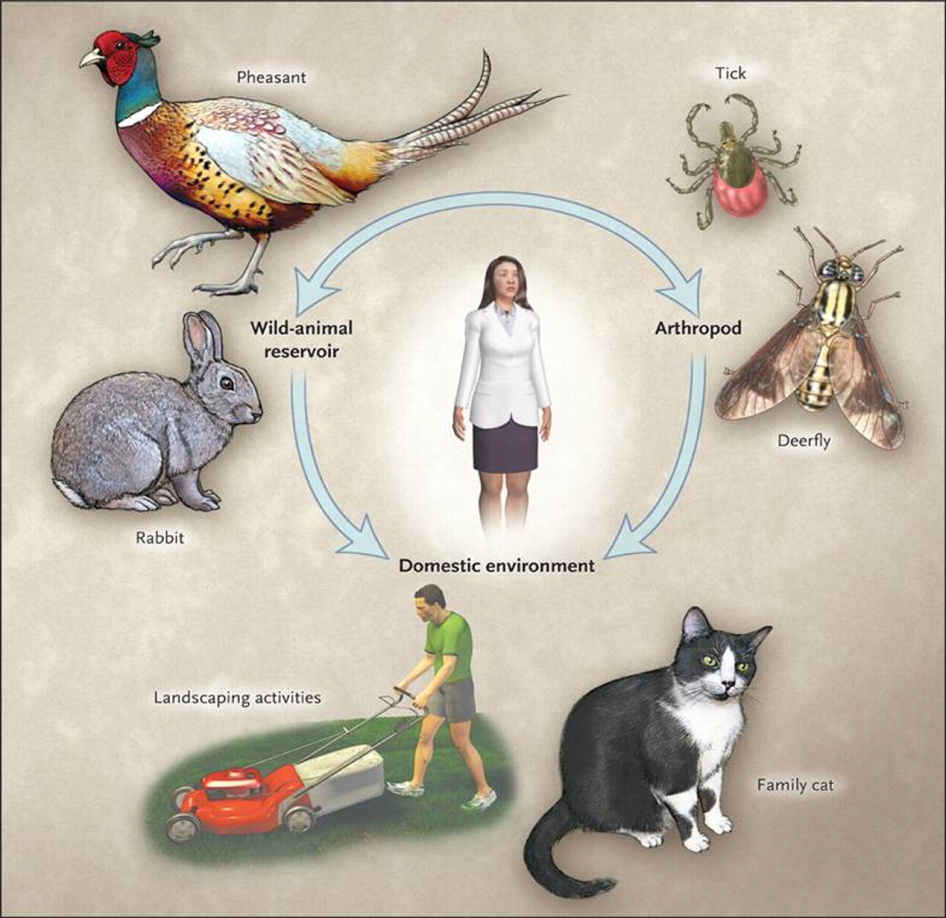 Pheasant
Tick
Wild-animal
reservoir
Arthropod
Deerfly
Rabbit
Domestic environment
Landscaping activities
Family cat